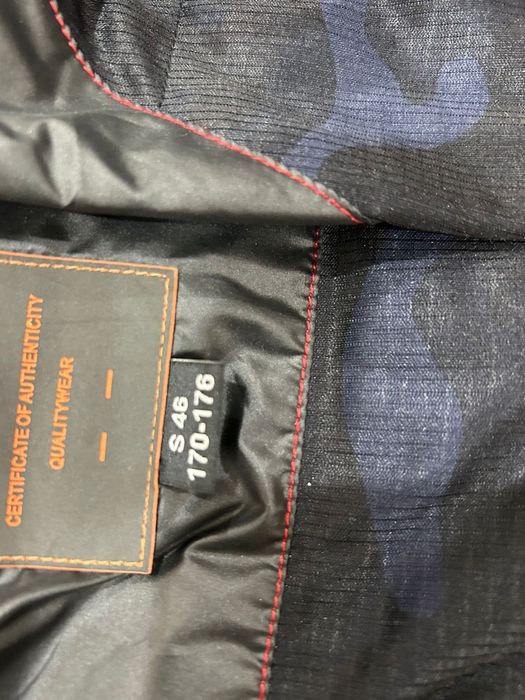 CERTIFICATE OF AUTHENTICITY
QUALITYWEAR
S 46
170-176